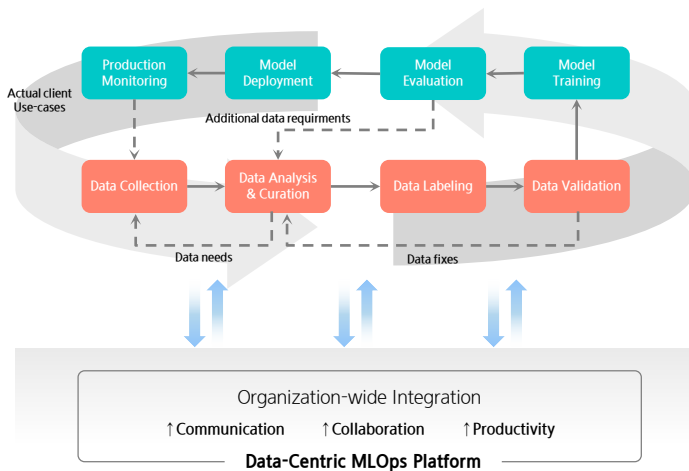 Production
Monitoring
Model
Deployment
Model
Evaluation
Model
Training
Actual client
Use-cases
Additional data requirments
Data Collection
Data Analysis
& Curation
Data Labeling
Data Validation
Data needs
Data fixes
Organization-wide Integration
↑Communication
↑Collaboration
↑Productivity
Data-Centric MLOps Platform